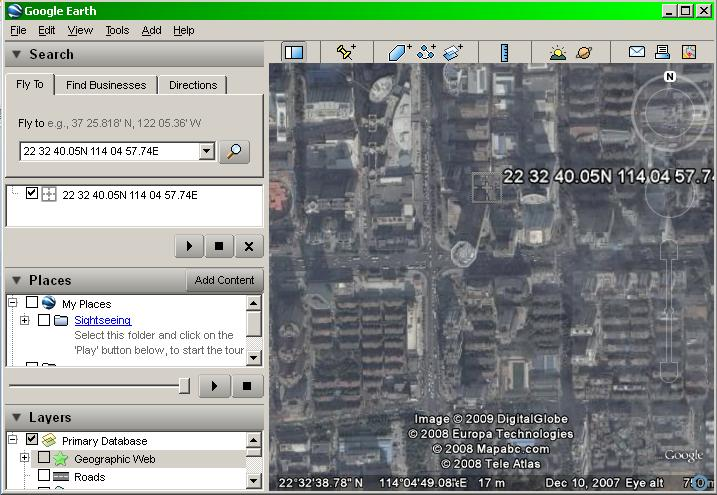 Google Earth
File Edit View Tools Add Help
Search
Fly To Find Businesses Directions
Fly to e.g., 37 25.818' N, 122 05.36' W
22 32 40.05N 114 04 57.74E
22 32 40.05N 114 04 57.74E
Places Add Content
My Places
Sightseeing
Select this folder and click on the
'Play' button below, to start the tour
Layers
Primary Database
Geographic Web
Roads
N
22 32 40.05N 114 04 57.74
Image © 2009 DigitalGlobe
© 2008 Europa Technologies
© 2008 Mapabc.com
© 2008 Tele Atlas
Google
22°32'38.78" N 114°04'49.08" E 17 m Dec 10, 2007 Eye alt